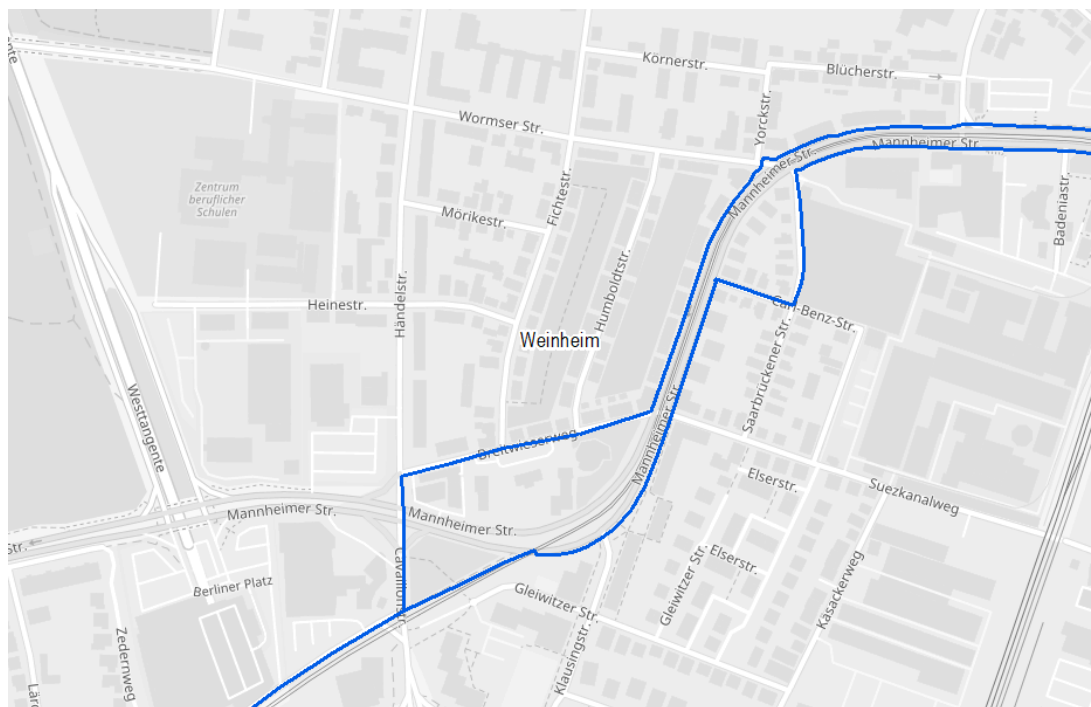 Körnerstr.
Blücherstr.
Yorckstr.
Wormser Str.
Mannheimer Str.
Mannheimer Str.
Badeniastr.
Zentrum
beruflicher
Schulen
Mörikestr.
Fichtestr.
Händelstr.
Humboldtstr.
Heinestr.
Carl-Benz-Str.
Weinheim
Saarbrückener Str.
Westtangente
Mannheimer Str.
Breitwieserweg
Elserstr.
Suezkanalweg
Mannheimer Str.
Mannheimer Str.
Str.
Elserstr.
Gleiwitzer Str.
Kasackerweg
Berliner Platz
Gleiwitzer Str.
Klausingstr.
Zedernweg